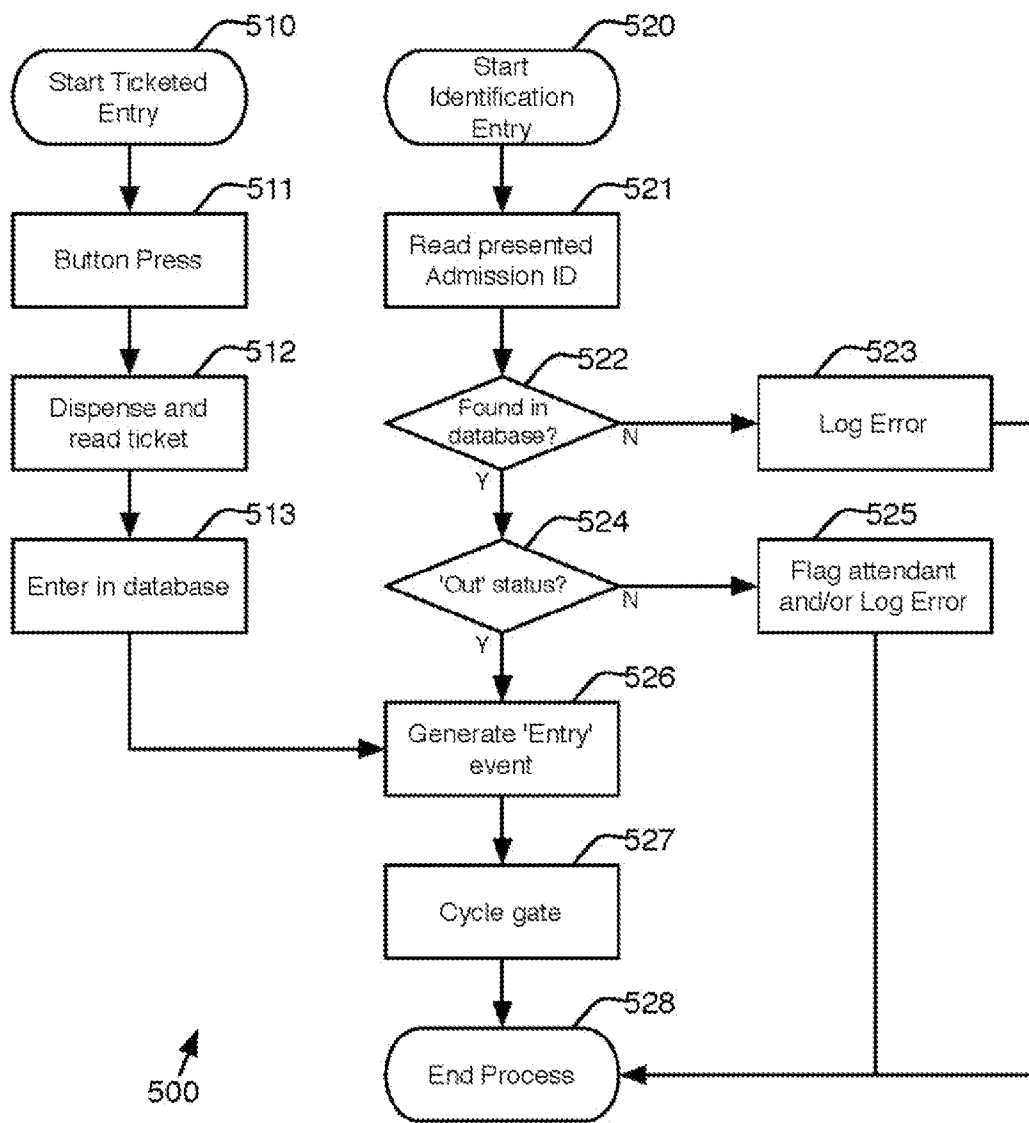 510
Start Ticketed
Entry
520
Start
Identification
Entry
511
Button Press
521
Read presented
Admission ID
512
Dispense and
read ticket
522
Found in
database?
N
Y
523
Log Error
513
Enter in database
524
'Out' status?
N
Y
525
Flag attendant
and/or Log Error
526
Generate 'Entry'
event
527
Cycle gate
528
End Process
500